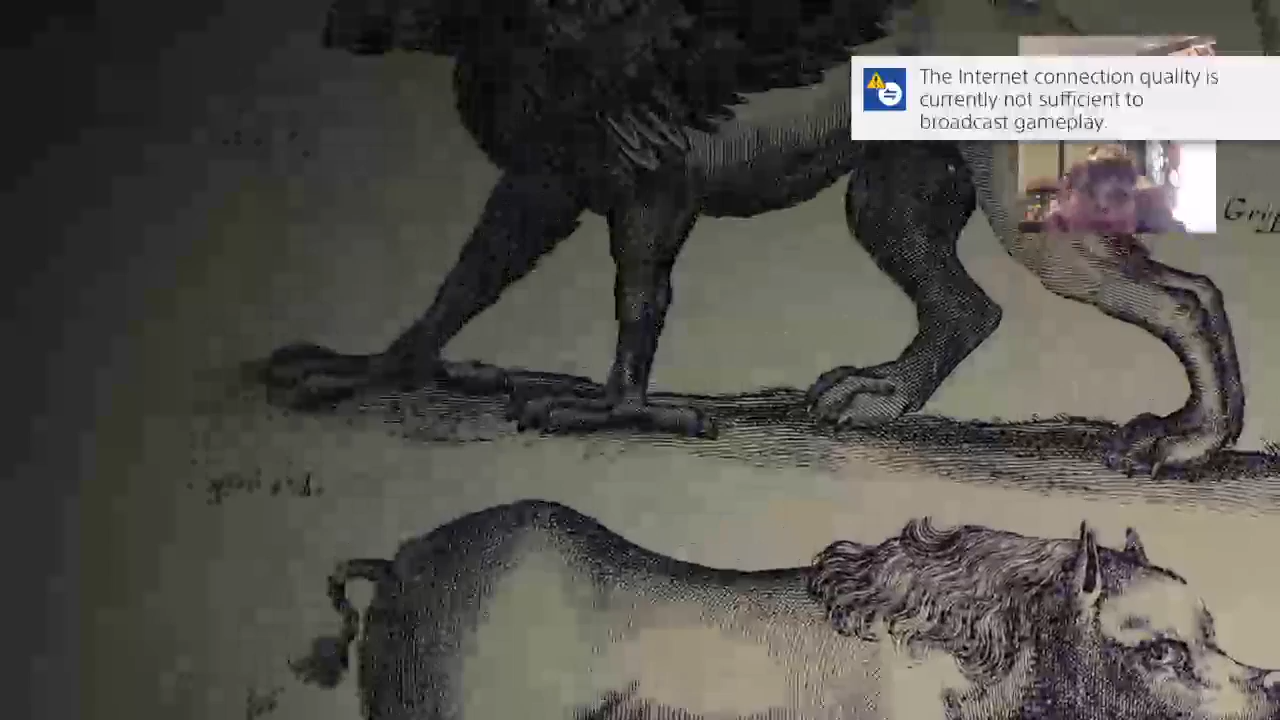 The Internet connection quality is
currently not sufficient to
broadcast gameplay.